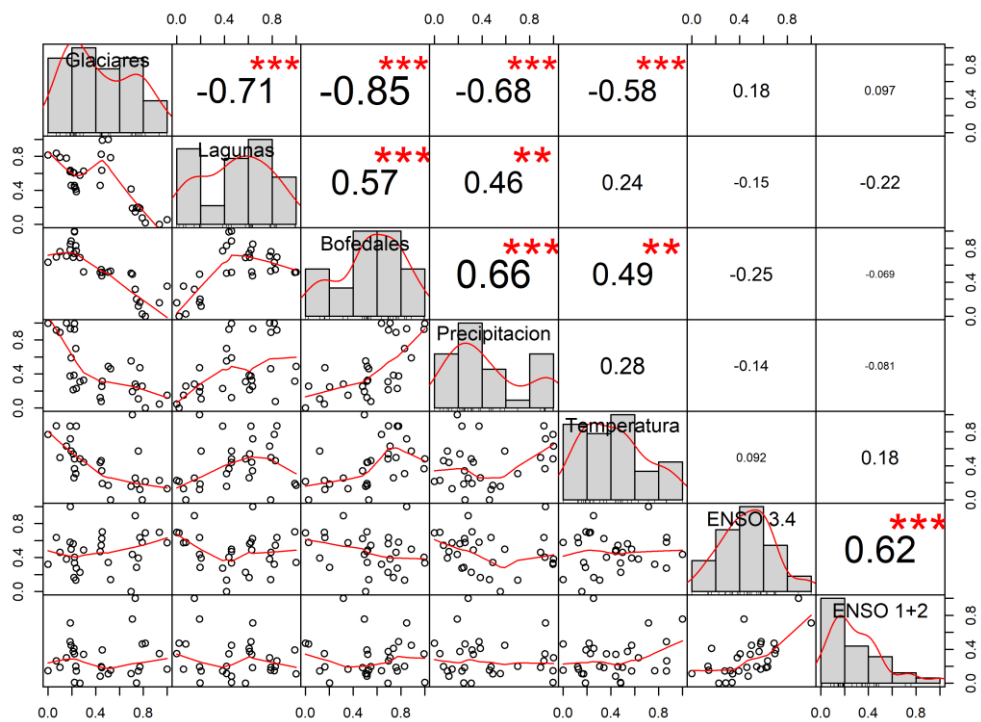 0.0 0.4 0.8 0.0 0.4 0.8 0.0 0.4 0.8
Glaciares -0.71 *** -0.85 *** -0.68 *** -0.58 *** 0.18 0.097 0.0 0.4 0.8
0.0 0.4 0.8 Lagunas 0.57 *** 0.46 ** 0.24 -0.15 -0.22
Bofedales 0.66 *** 0.49 ** -0.25 -0.069 0.0 0.4 0.8
0.0 0.4 0.8 Precipitacion 0.28 -0.14 -0.081
Temperatura 0.092 0.18 0.0 0.4 0.8
0.0 0.4 0.8 ENSO 3.4 0.62 ***
ENSO 1+2 0.0 0.4 0.8
0.0 0.4 0.8 0.0 0.4 0.8 0.0 0.4 0.8 0.0 0.4 0.8